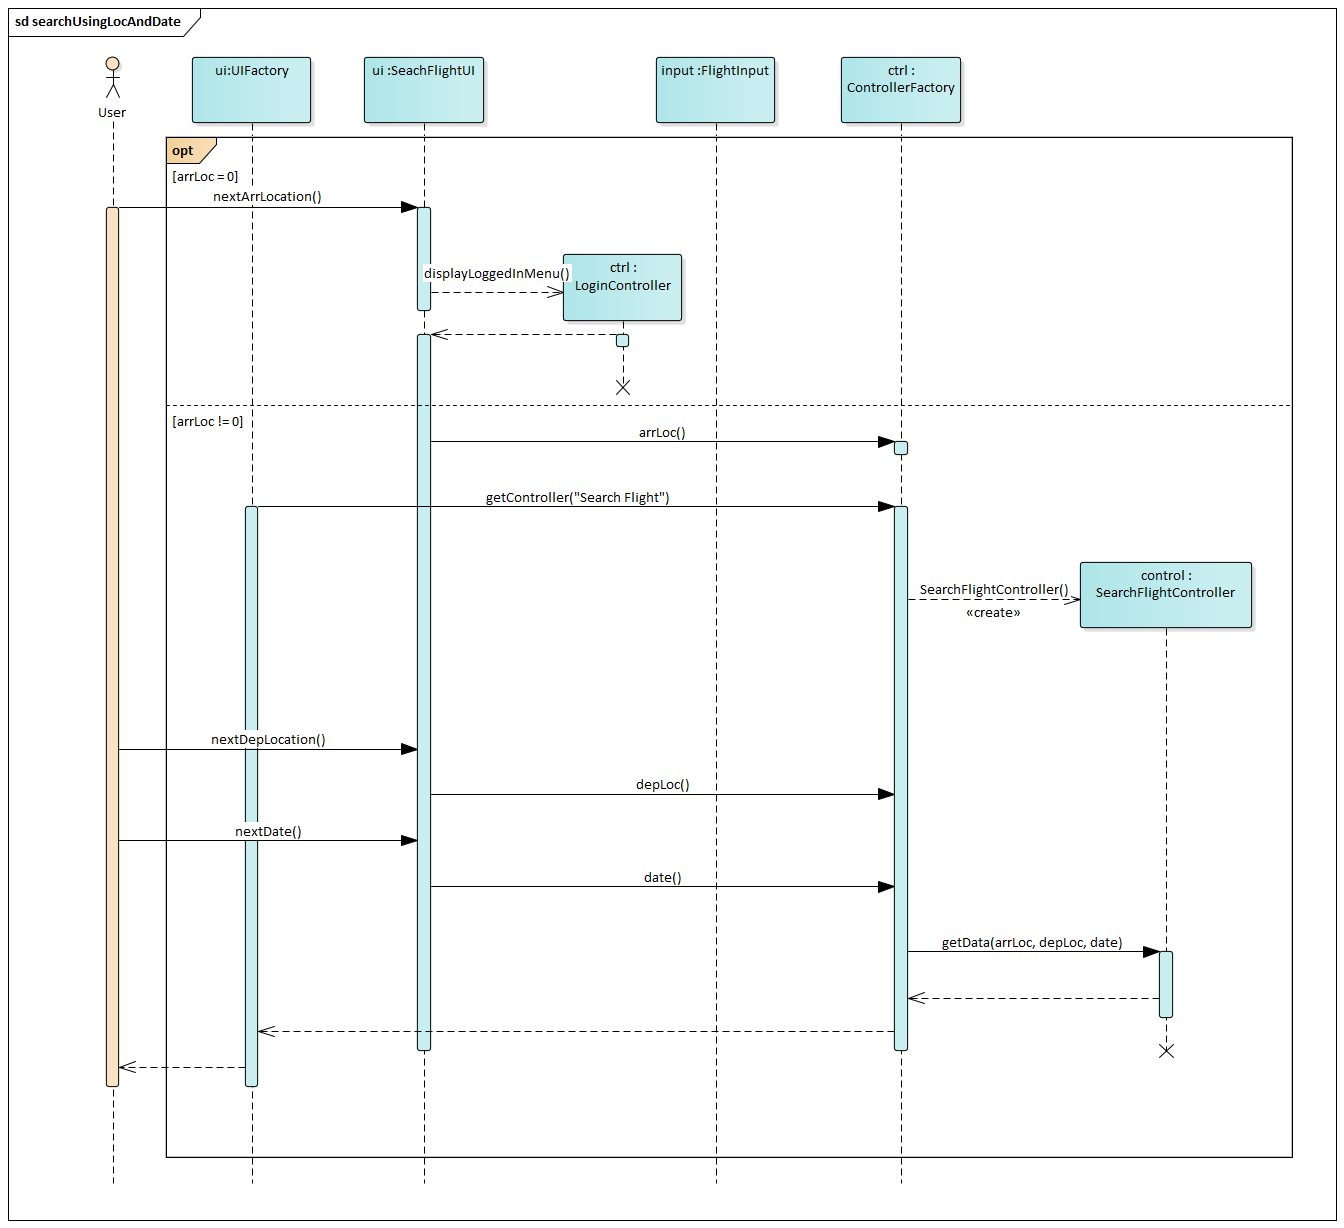 sd searchUsingLocAndDate
User
ui:UIFactory
ui :SeachFlightUI
input :FlightInput
ctrl :
ControllerFactory
opt
[arrLoc = 0]
nextArrLocation()
displayLoggedInMenu()
ctrl :
LoginController
[arrLoc != 0]
arrLoc()
getController("Search Flight")
SearchFlightController()
«create»
control :
SearchFlightController
nextDepLocation()
depLoc()
nextDate()
date()
getData(arrLoc, depLoc, date)